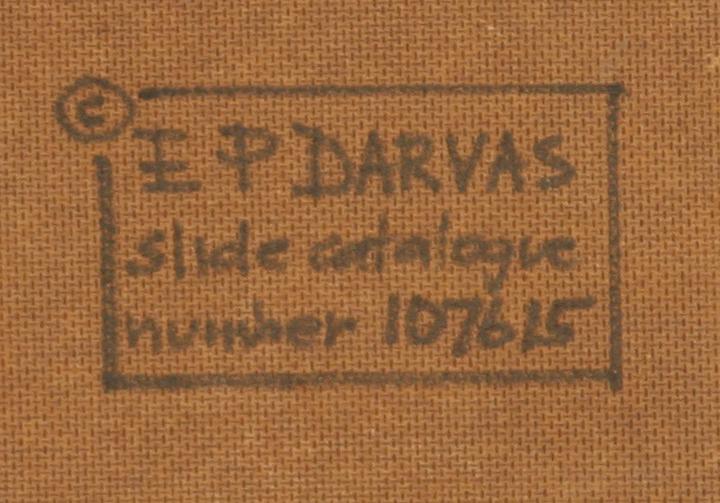 © E P DARVAS
slide catalogue
number 107615